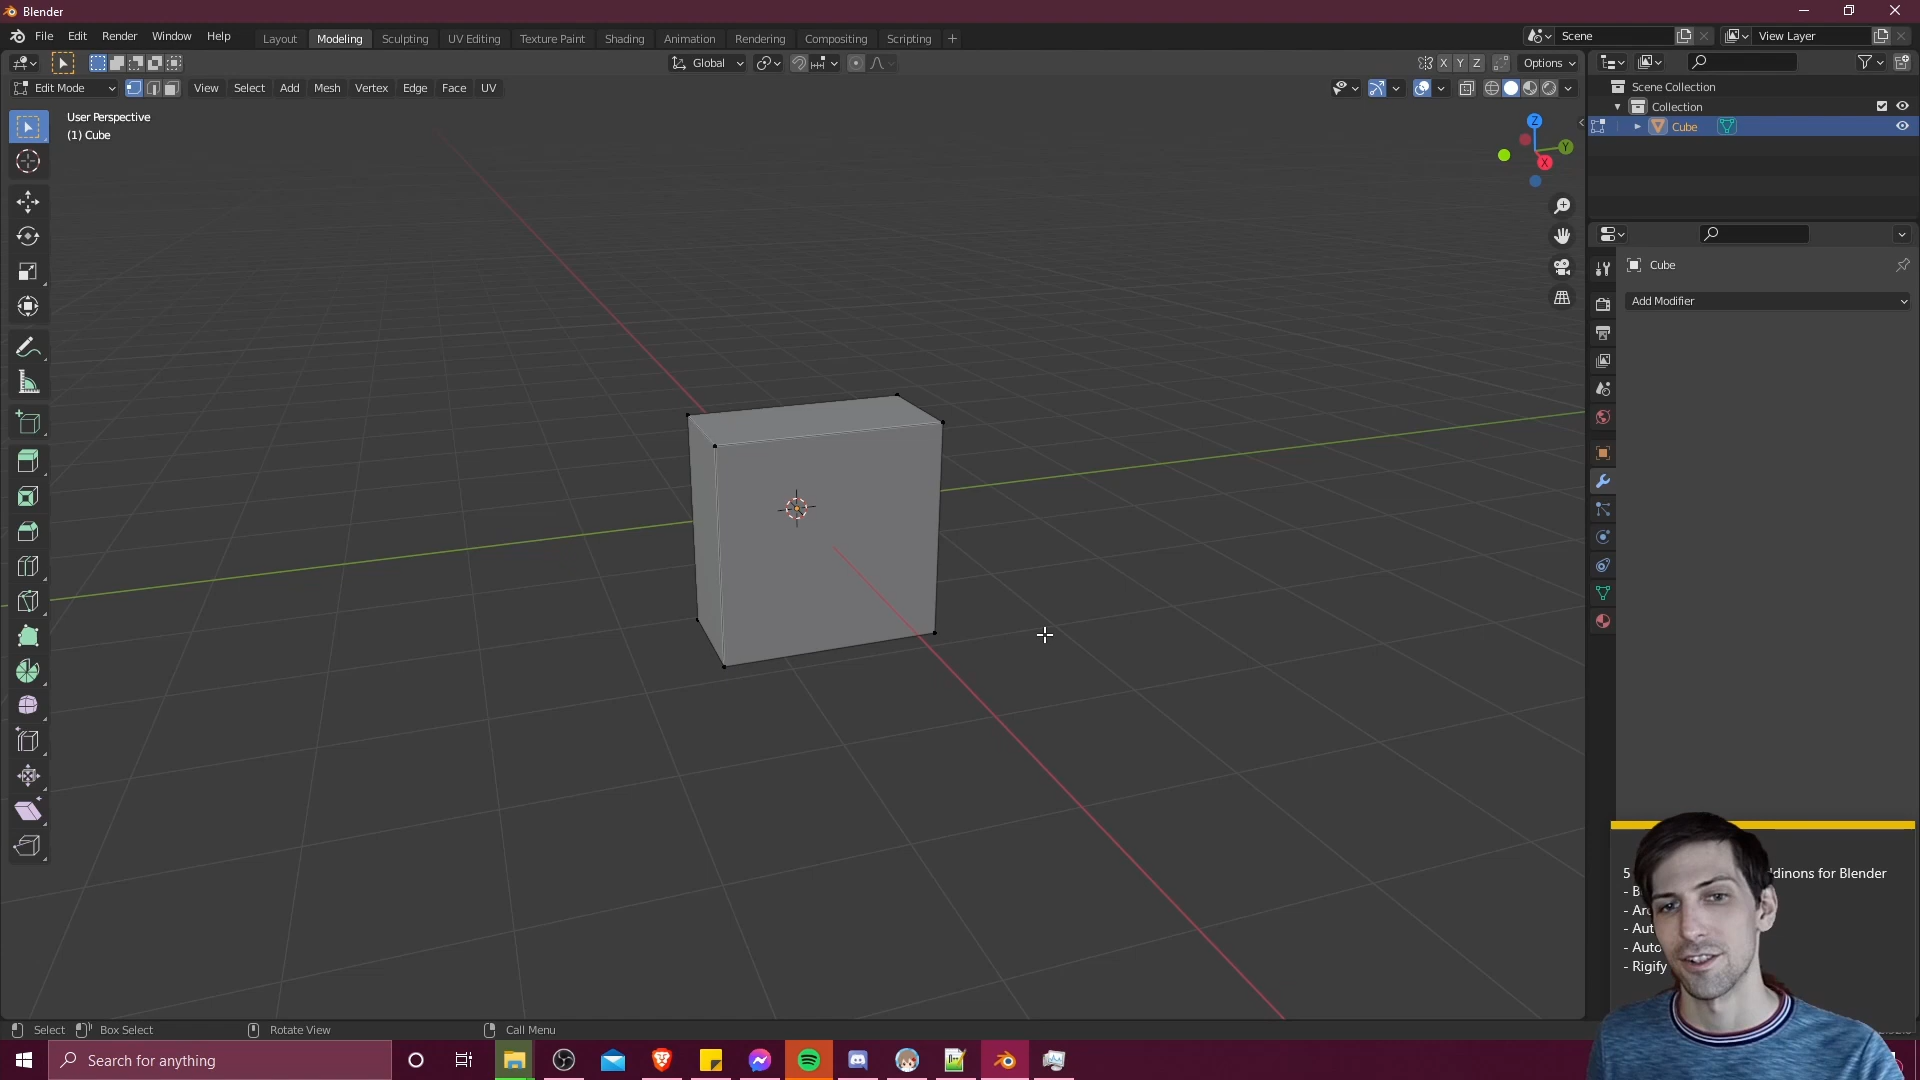 Blender
File Edit Render Window Help Layout Modeling Sculpting UV Editing Texture Paint Shading Animation Rendering Compositing Scripting Scene View Layer
Global X Y Z Options
Edit Mode View Select Add Mesh Vertex Edge Face UV
Scene Collection
Collection
Cube
User Perspective
(1) Cube
Z
Y
X
Cube
Add Modifier
5
for Blender
- Rigify
Select Box Select Rotate View Call Menu
Search for anything